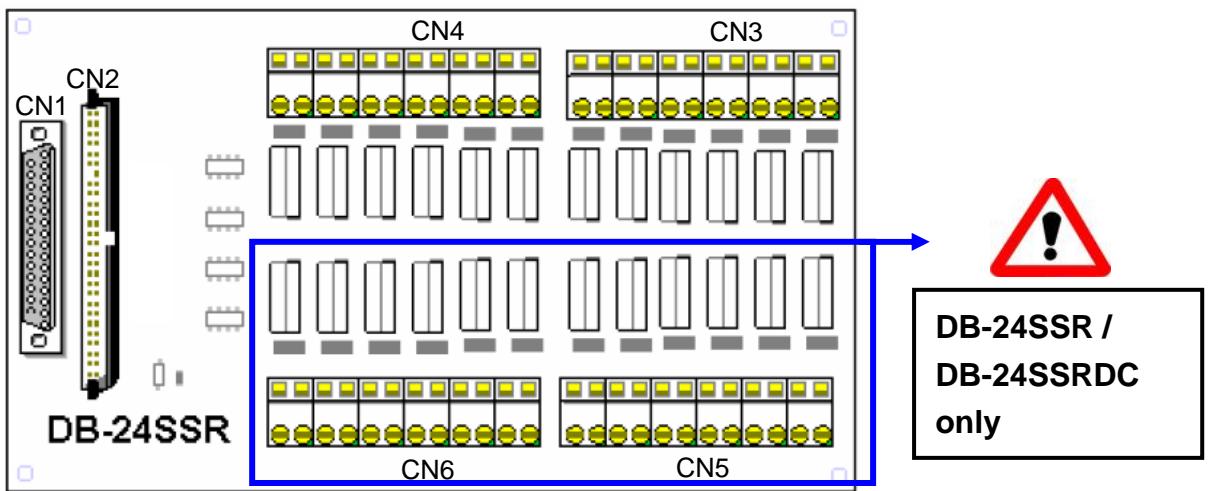 CN4
CN3
CN2
CN1
DB-24SSR /
DB-24SSRDC
only
DB-24SSR
CN6
CN5